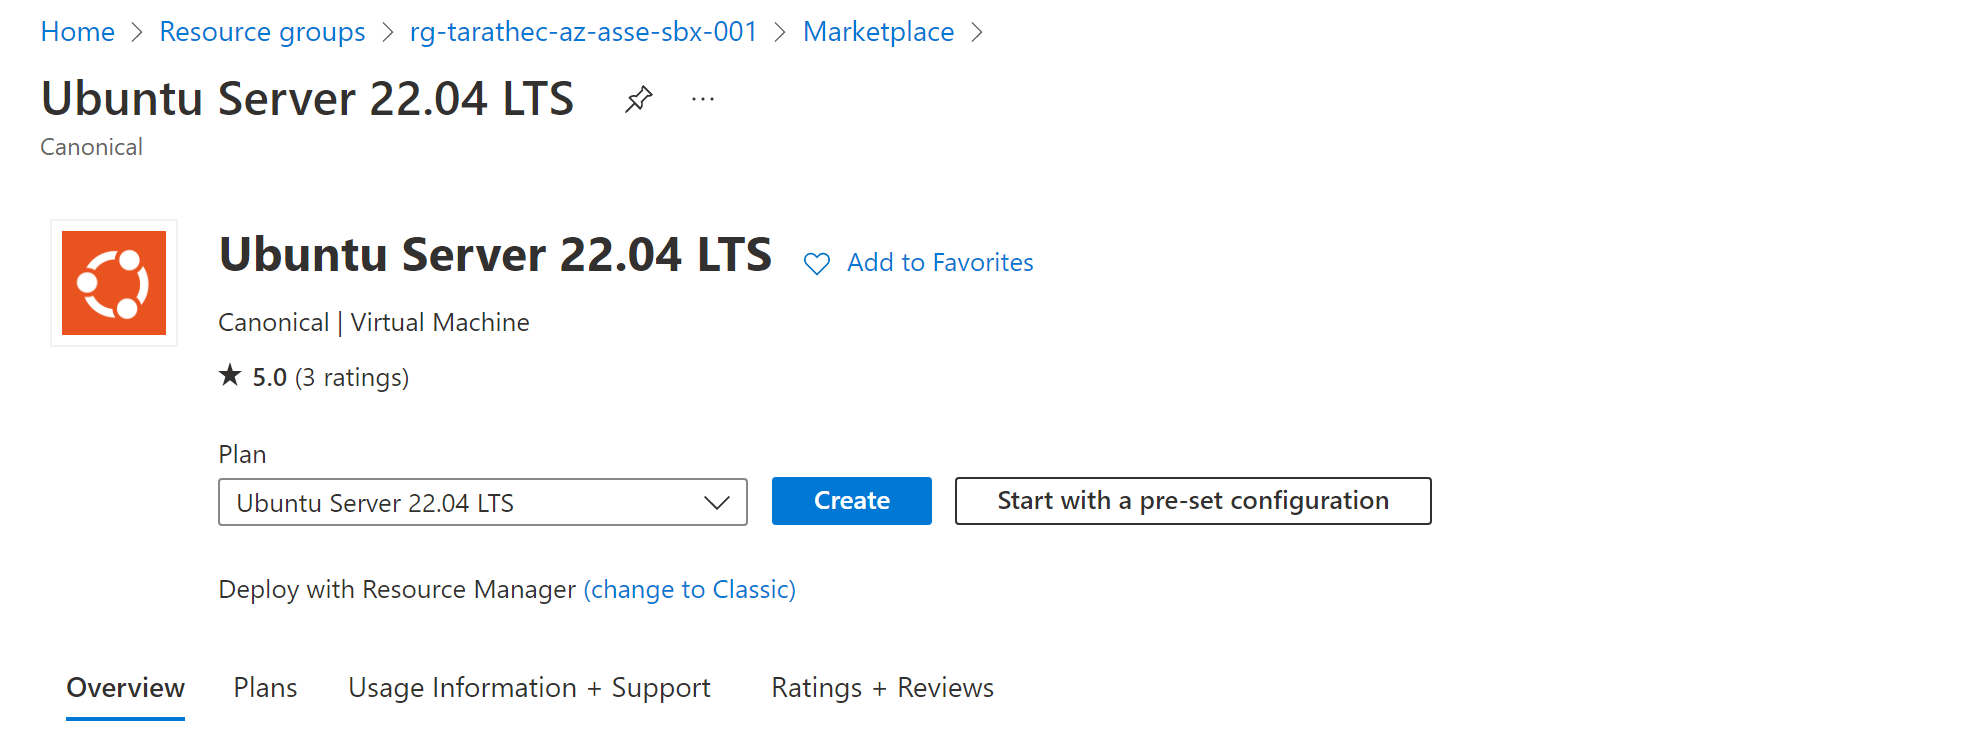 Home > Resource groups > rg-tarathec-az-asse-sbx-001 > Marketplace >
Ubuntu Server 22.04 LTS ...
Canonical
Ubuntu Server 22.04 LTS Add to Favorites
Canonical | Virtual Machine
★ 5.0 (3 ratings)
Plan
Ubuntu Server 22.04 LTS Create Start with a pre-set configuration
Deploy with Resource Manager (change to Classic)
Overview Plans Usage Information + Support Ratings + Reviews